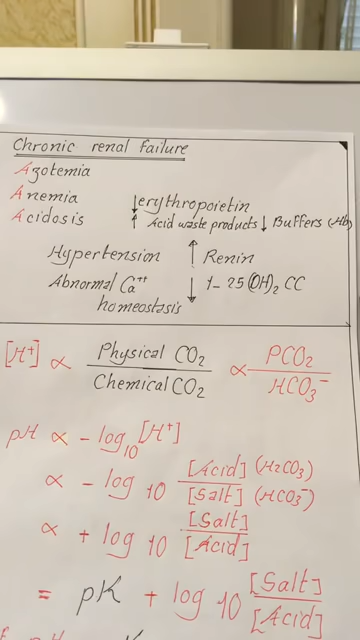 Chronic renal failure
Azotemia
Anemia ↓ erythropoietin
Acidosis ↑ Acid waste products ↓ Buffers (Hb)
Hypertension ↑ Renin
Abnormal Ca⁺⁺ homeostasis ↓ 1-25(OH)₂ CC
[H⁺] ∝ Physical CO₂ / Chemical CO₂ ∝ PCO₂ / HCO₃⁻
pH ∝ - log₁₀ [H⁺]
∝ - log 10 [Acid] (H₂CO₃) / [Salt] (HCO₃⁻)
∝ + log 10 [Salt] / [Acid]
= pK + log 10 [Salt] / [Acid]